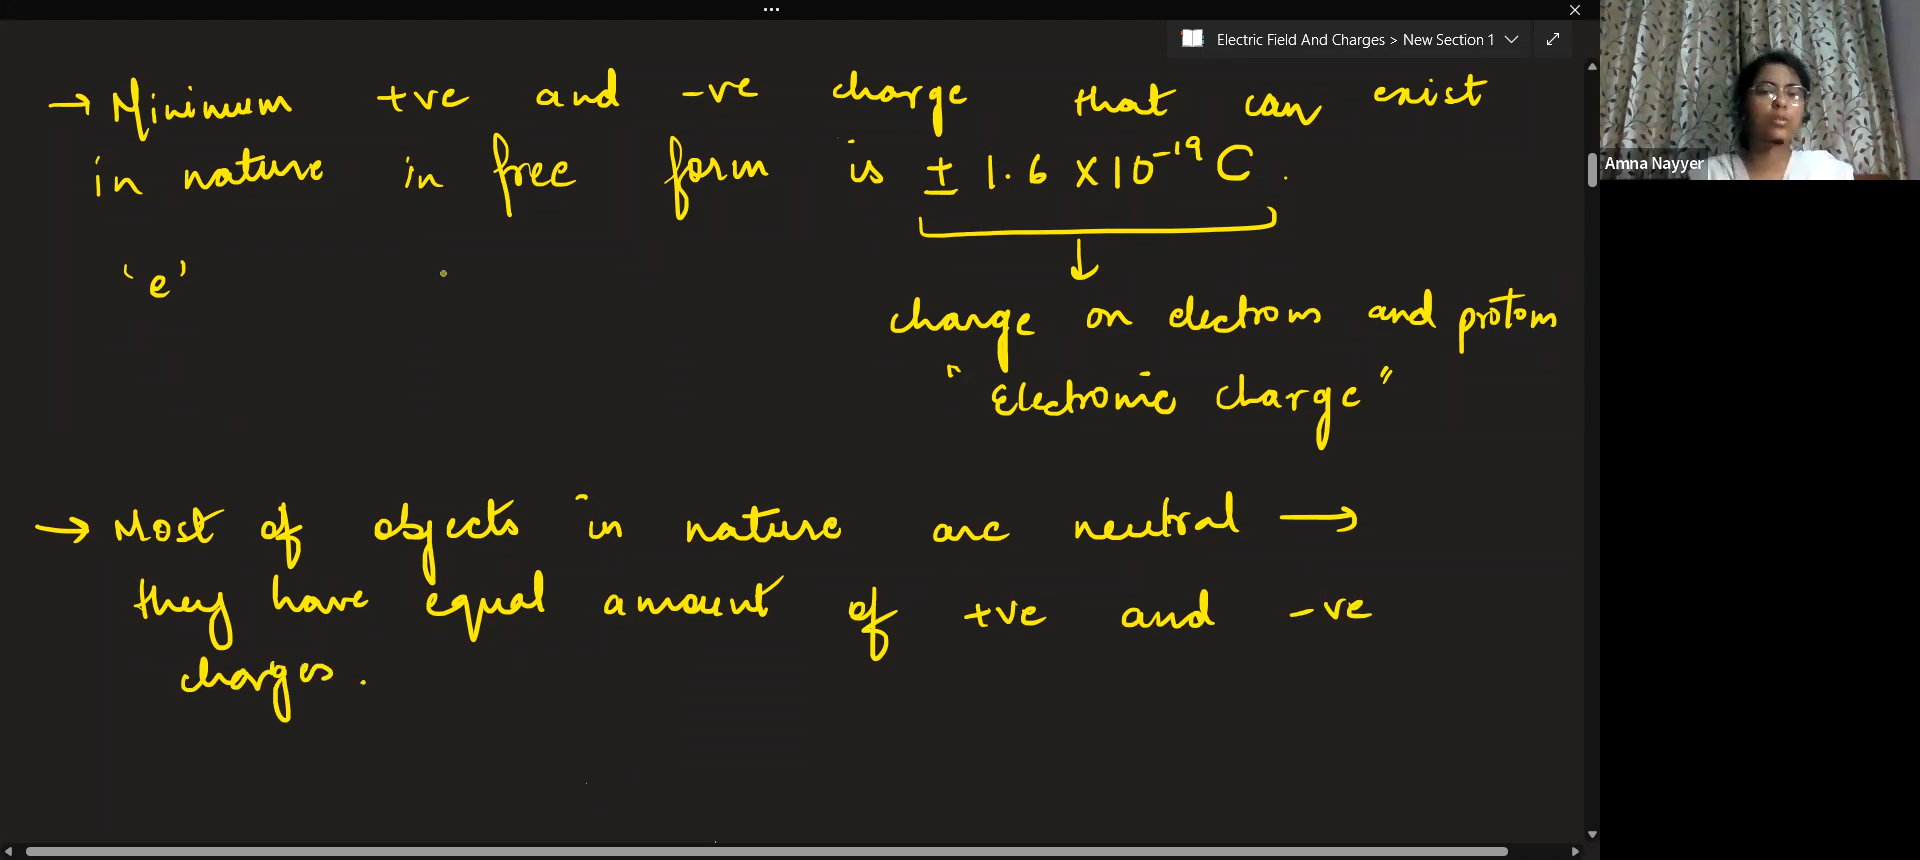 Electric Field And Charges > New Section 1
→ Minimum +ve and -ve charge that can exist
in nature in free form is ± 1.6 × 10⁻¹⁹ C.
'e'
charge on electrons and protons
"Electronic charge"
→ Most of objects in nature are neutral →
they have equal amount of +ve and -ve
charges.
Amna Nayyer